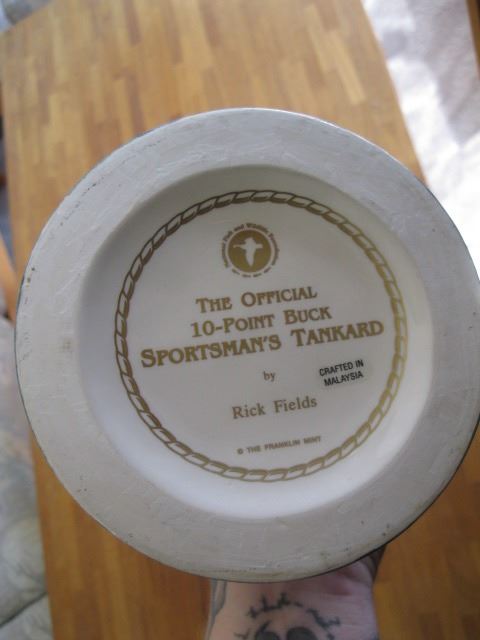 THE OFFICIAL
10-POINT BUCK
SPORTSMAN'S TANKARD
by
CRAFTED IN
MALAYSIA
Rick Fields
© THE FRANKLIN MINT